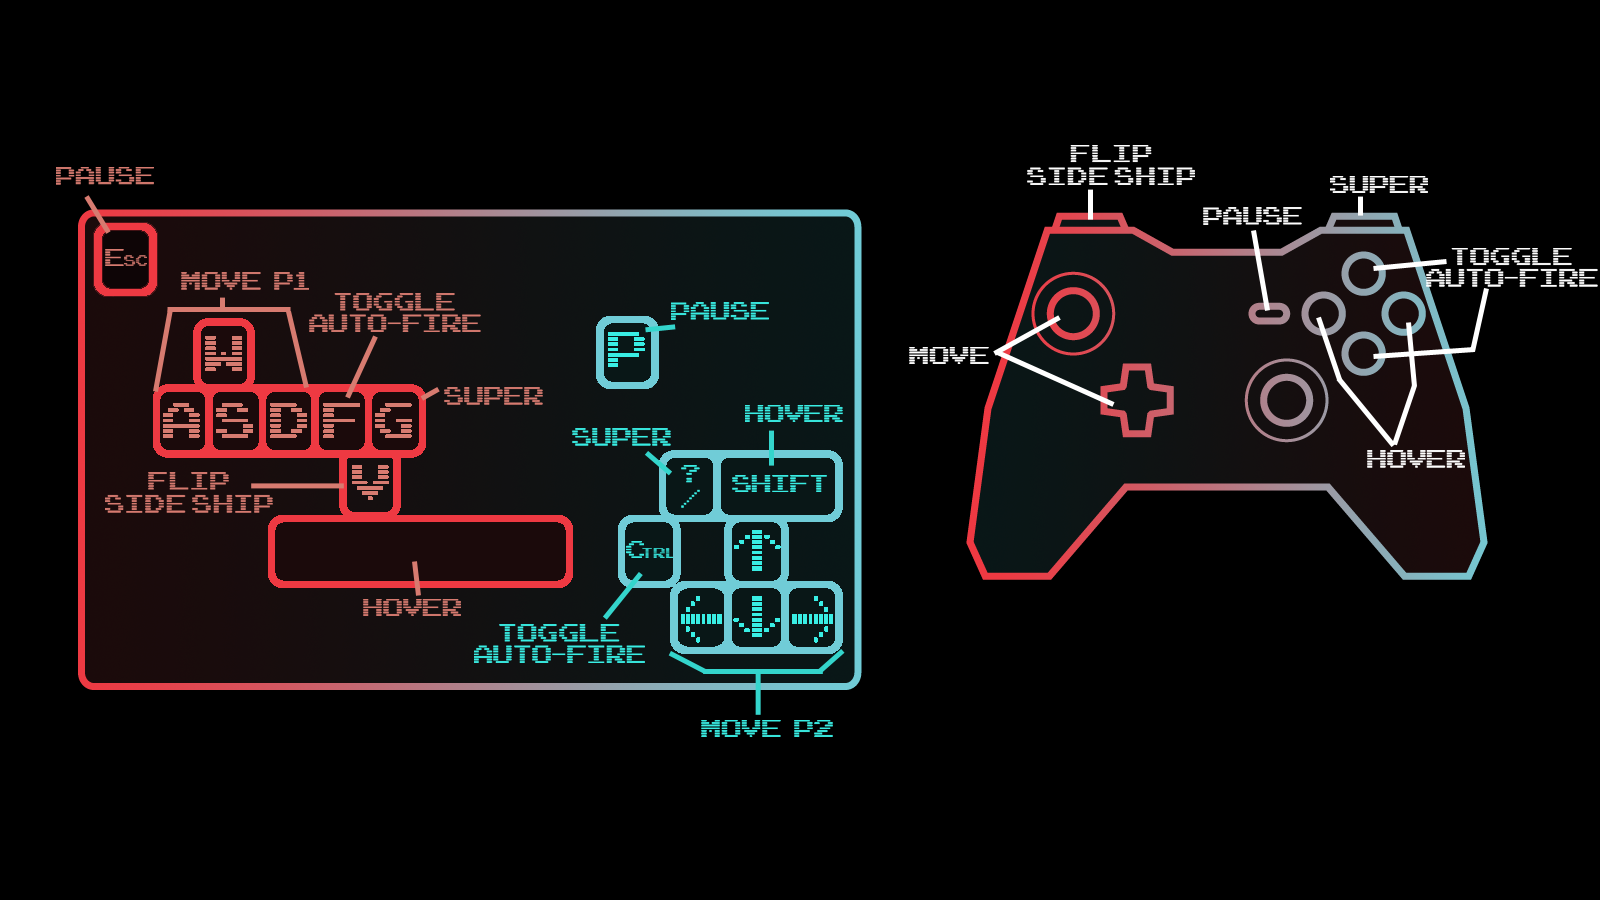 PAUSE
Esc
MOVE P1
TOGGLE
AUTO-FIRE
W
A S D F G
SUPER
FLIP
SIDE SHIP
V
HOVER
PAUSE
P
HOVER
SUPER
?
/
SHIFT
CTRL
↑
← ↓ →
TOGGLE
AUTO-FIRE
MOVE P2
FLIP
SIDE SHIP
SUPER
PAUSE
TOGGLE
AUTO-FIRE
MOVE
HOVER